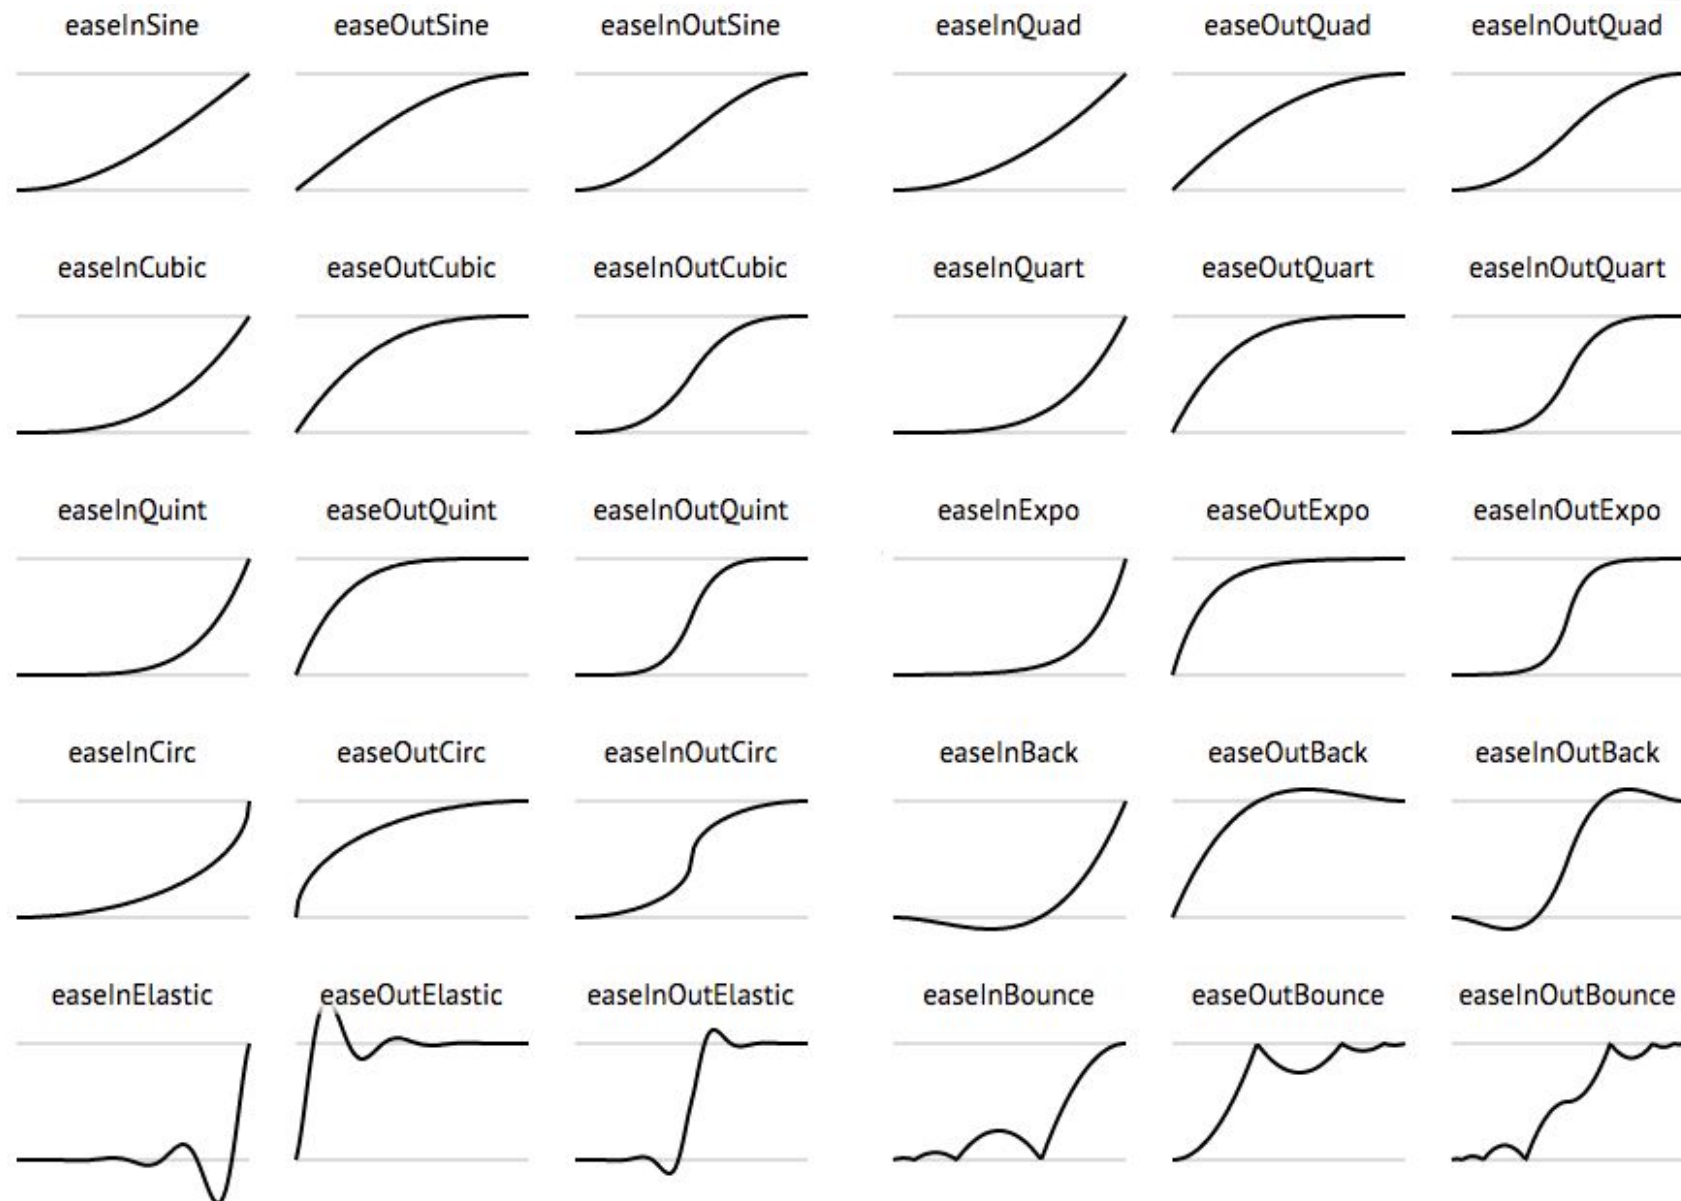 easeInSine easeOutSine easeInOutSine easeInQuad easeOutQuad easeInOutQuad
easeInCubic easeOutCubic easeInOutCubic easeInQuart easeOutQuart easeInOutQuart
easeInQuint easeOutQuint easeInOutQuint easeInExpo easeOutExpo easeInOutExpo
easeInCirc easeOutCirc easeInOutCirc easeInBack easeOutBack easeInOutBack
easeInElastic easeOutElastic easeInOutElastic easeInBounce easeOutBounce easeInOutBounce